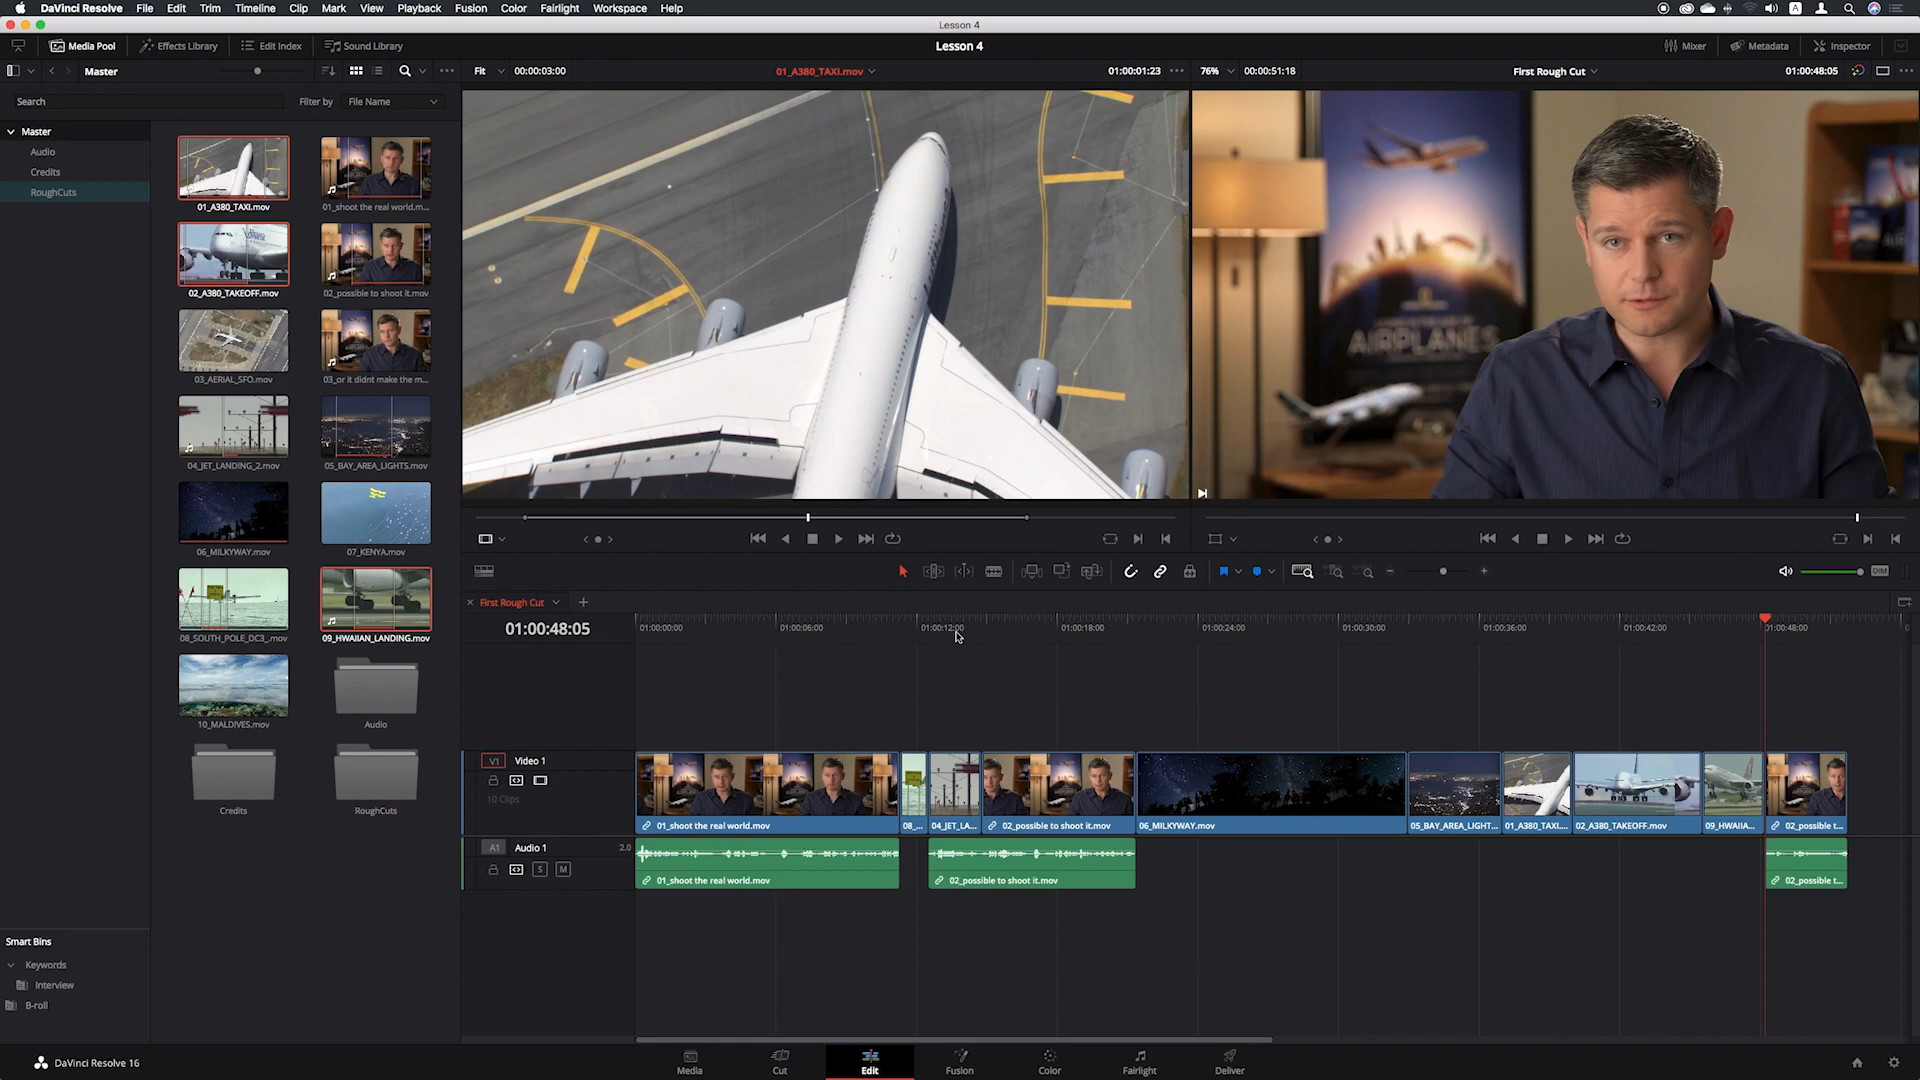 DaVinci Resolve File Edit Trim Timeline Clip Mark View Playback Fusion Color Fairlight Workspace Help
A
Lesson 4
Media Pool Effects Library Edit Index Sound Library Lesson 4 Mixer Metadata Inspector
Master Fit 00:00:03:00 01_A380_TAXI.mov 00:00:01:23 76% 00:00:51:18 First Rough Cut 01:00:48:05
Search Filter by File Name
Master
Audio
Credits
RoughCuts
01_A380_TAXI.mov 01_shoot the real world.m...
02_A380_TAKEOFF.mov 02_possible to shoot it.mov
03_AERIAL_SFO.mov 03_or it didnt make the m...
04_JET_LANDING_2.mov 05_BAY_AREA_LIGHTS.mov
06_MILKYWAY.mov 07_KENYA.mov
08_SOUTH_POLE_DC3_.mov 09_HWAIIAN_LANDING.mov
10_MALDIVES.mov Audio
Credits RoughCuts
AIRPLANES
DIM
First Rough Cut
01:00:48:05 01:00:00:00 01:00:06:00 01:00:12:00 01:00:18:00 01:00:24:00 01:00:30:00 01:00:36:00 01:00:42:00 01:00:48:00
V1 Video 1
10 Clips
01_shoot the real world.mov 08_... 04_JET_LA... 02_possible to shoot it.mov 06_MILKYWAY.mov 05_BAY_AREA_LIGHT... 01_A380_TAXI.... 02_A380_TAKEOFF.mov 09_HWAIIA... 02_possible t...
A1 Audio 1 2.0
S M
01_shoot the real world.mov 02_possible to shoot it.mov 02_possible t...
Smart Bins
Keywords
Interview
B-roll
DaVinci Resolve 16 Media Cut Edit Fusion Color Fairlight Deliver